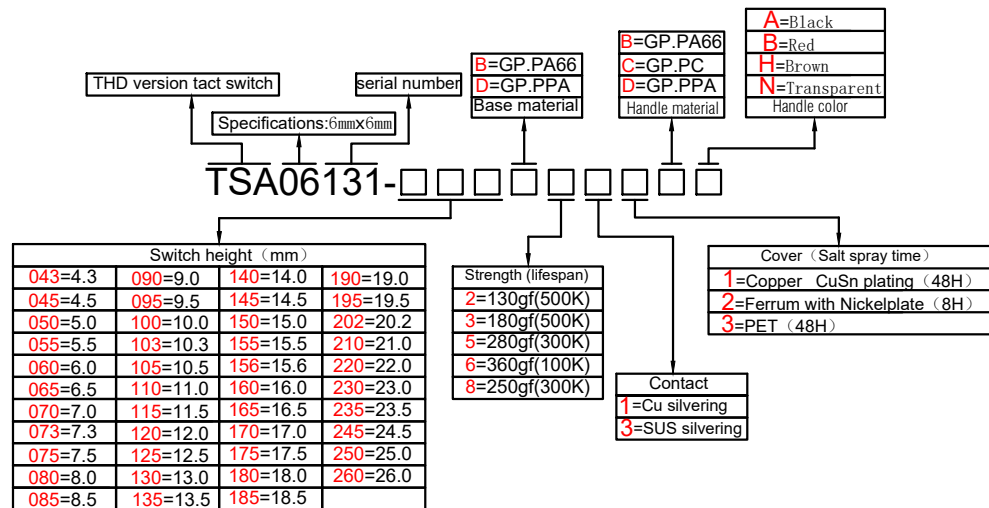 A=Black
B=Red
H=Brown
N=Transparent
Handle color
B=GP.PA66
C=GP.PC
D=GP.PPA
Handle material
B=GP.PA66
D=GP.PPA
Base material
THD version tact switch
serial number
Specifications:6mmX6mm
TSA06131-□□□□□□□□□
Switch height（mm）
043=4.3 090=9.0 140=14.0 190=19.0
045=4.5 095=9.5 145=14.5 195=19.5
050=5.0 100=10.0 150=15.0 202=20.2
055=5.5 103=10.3 155=15.5 210=21.0
060=6.0 105=10.5 156=15.6 220=22.0
065=6.5 110=11.0 160=16.0 230=23.0
070=7.0 115=11.5 165=16.5 235=23.5
073=7.3 120=12.0 170=17.0 245=24.5
075=7.5 125=12.5 175=17.5 250=25.0
080=8.0 130=13.0 180=18.0 260=26.0
085=8.5 135=13.5 185=18.5
Strength (lifespan)
2=130gf(500K)
3=180gf(500K)
5=280gf(300K)
6=360gf(100K)
8=250gf(300K)
Contact
1=Cu silvering
3=SUS silvering
Cover（Salt spray time）
1=Copper CuSn plating（48H）
2=Ferrum with Nickelplate（8H）
3=PET（48H）